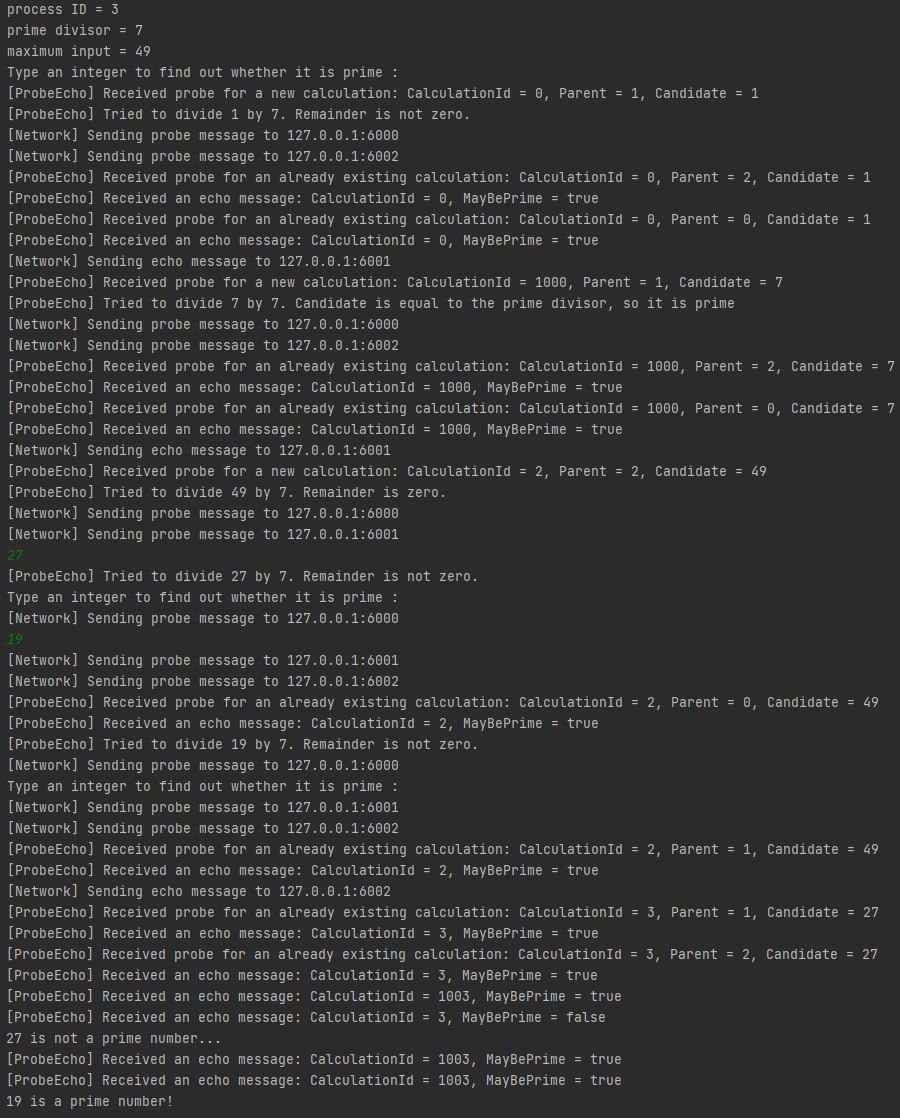 process ID = 3
prime divisor = 7
maximum input = 49
Type an integer to find out whether it is prime :
[ProbeEcho] Received probe for a new calculation: CalculationId = 0, Parent = 1, Candidate = 1
[ProbeEcho] Tried to divide 1 by 7. Remainder is not zero.
[Network] Sending probe message to 127.0.0.1:6000
[Network] Sending probe message to 127.0.0.1:6002
[ProbeEcho] Received probe for an already existing calculation: CalculationId = 0, Parent = 2, Candidate = 1
[ProbeEcho] Received an echo message: CalculationId = 0, MayBePrime = true
[ProbeEcho] Received probe for an already existing calculation: CalculationId = 0, Parent = 0, Candidate = 1
[ProbeEcho] Received an echo message: CalculationId = 0, MayBePrime = true
[Network] Sending echo message to 127.0.0.1:6001
[ProbeEcho] Received probe for a new calculation: CalculationId = 1000, Parent = 1, Candidate = 7
[ProbeEcho] Tried to divide 7 by 7. Candidate is equal to the prime divisor, so it is prime
[Network] Sending probe message to 127.0.0.1:6000
[Network] Sending probe message to 127.0.0.1:6002
[ProbeEcho] Received probe for an already existing calculation: CalculationId = 1000, Parent = 2, Candidate = 7
[ProbeEcho] Received an echo message: CalculationId = 1000, MayBePrime = true
[ProbeEcho] Received probe for an already existing calculation: CalculationId = 1000, Parent = 0, Candidate = 7
[ProbeEcho] Received an echo message: CalculationId = 1000, MayBePrime = true
[Network] Sending echo message to 127.0.0.1:6001
[ProbeEcho] Received probe for a new calculation: CalculationId = 2, Parent = 2, Candidate = 49
[ProbeEcho] Tried to divide 49 by 7. Remainder is zero.
[Network] Sending probe message to 127.0.0.1:6000
[Network] Sending probe message to 127.0.0.1:6001
27
[ProbeEcho] Tried to divide 27 by 7. Remainder is not zero.
Type an integer to find out whether it is prime :
[Network] Sending probe message to 127.0.0.1:6000
19
[Network] Sending probe message to 127.0.0.1:6001
[Network] Sending probe message to 127.0.0.1:6002
[ProbeEcho] Received probe for an already existing calculation: CalculationId = 2, Parent = 0, Candidate = 49
[ProbeEcho] Received an echo message: CalculationId = 2, MayBePrime = true
[ProbeEcho] Tried to divide 19 by 7. Remainder is not zero.
[Network] Sending probe message to 127.0.0.1:6000
Type an integer to find out whether it is prime :
[Network] Sending probe message to 127.0.0.1:6001
[Network] Sending probe message to 127.0.0.1:6002
[ProbeEcho] Received probe for an already existing calculation: CalculationId = 2, Parent = 1, Candidate = 49
[ProbeEcho] Received an echo message: CalculationId = 2, MayBePrime = true
[Network] Sending echo message to 127.0.0.1:6002
[ProbeEcho] Received probe for an already existing calculation: CalculationId = 3, Parent = 1, Candidate = 27
[ProbeEcho] Received an echo message: CalculationId = 3, MayBePrime = true
[ProbeEcho] Received probe for an already existing calculation: CalculationId = 3, Parent = 2, Candidate = 27
[ProbeEcho] Received an echo message: CalculationId = 3, MayBePrime = true
[ProbeEcho] Received an echo message: CalculationId = 1003, MayBePrime = true
[ProbeEcho] Received an echo message: CalculationId = 3, MayBePrime = false
27 is not a prime number...
[ProbeEcho] Received an echo message: CalculationId = 1003, MayBePrime = true
[ProbeEcho] Received an echo message: CalculationId = 1003, MayBePrime = true
19 is a prime number!